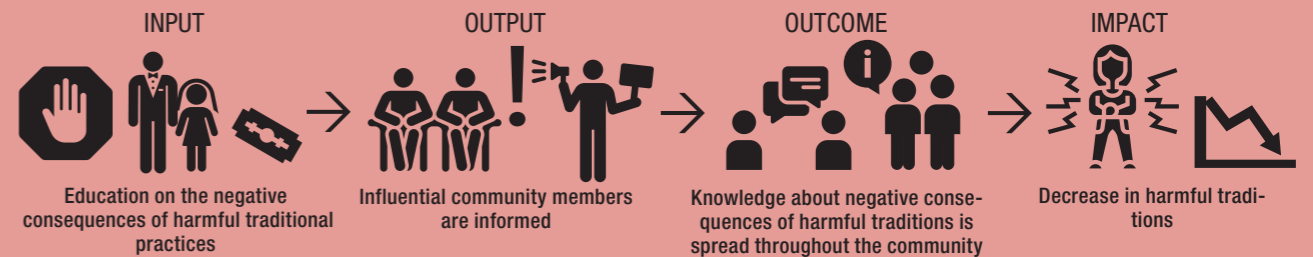 INPUT
Education on the negative
consequences of harmful traditional
practices
OUTPUT
Influential community members
are informed
OUTCOME
Knowledge about negative conse-
quences of harmful traditions is
spread throughout the community
IMPACT
Decrease in harmful tradi-
tions